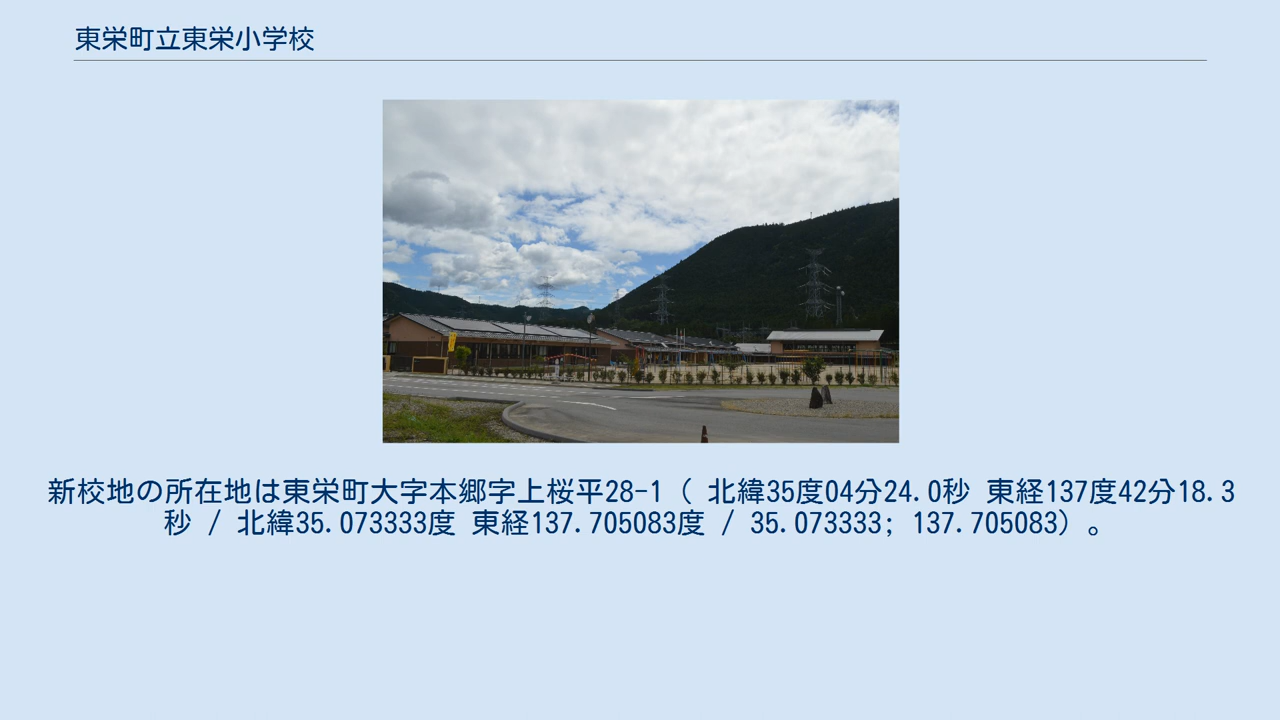 東栄町立東栄小学校
新校地の所在地は東栄町大字本郷字上桜平28-1（ 北緯35度04分24.0秒 東経137度42分18.3
秒 / 北緯35.073333度 東経137.705083度 / 35.073333; 137.705083）。